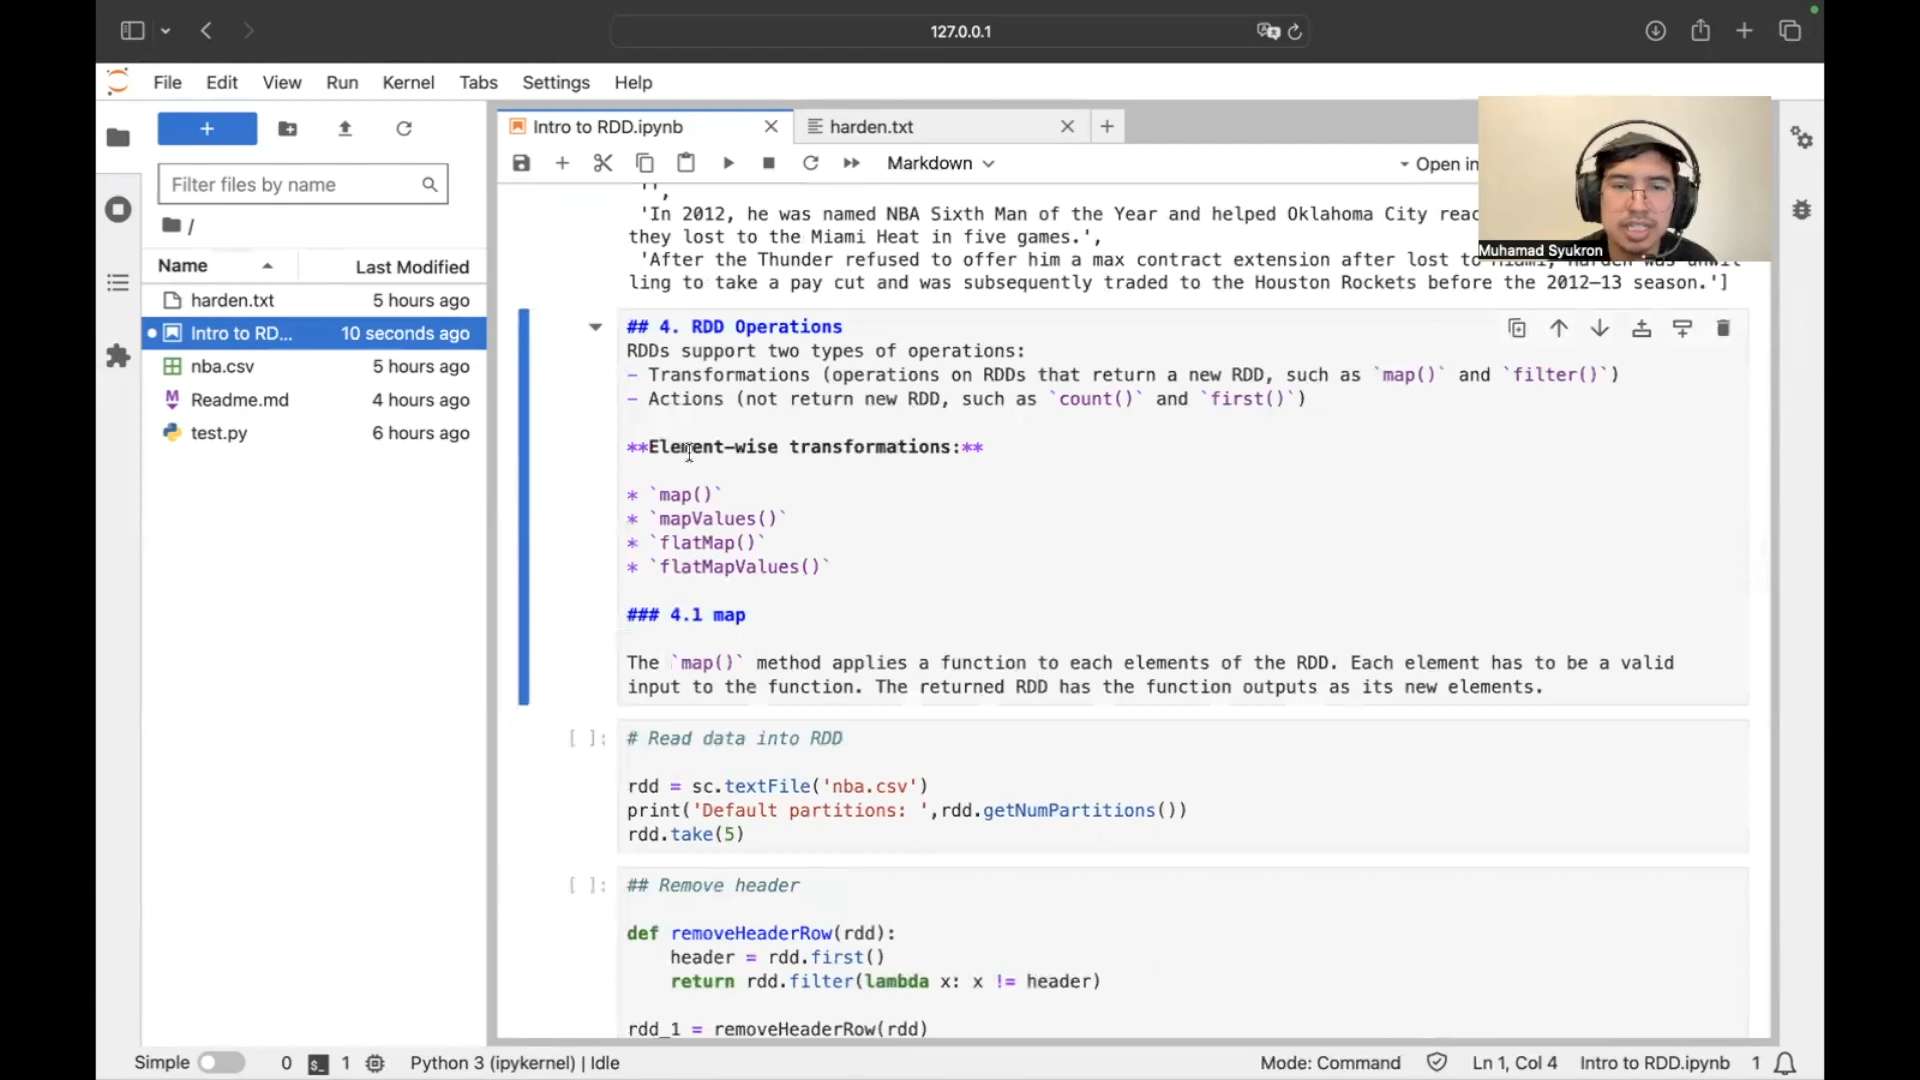 127.0.0.1
File Edit View Run Kernel Tabs Settings Help
+
Filter files by name
/
Name Last Modified
harden.txt 5 hours ago
Intro to RD... 10 seconds ago
nba.csv 5 hours ago
Readme.md 4 hours ago
test.py 6 hours ago
Intro to RDD.ipynb
harden.txt
Markdown
Open in
Muhamad Syukron
'',
'In 2012, he was named NBA Sixth Man of the Year and helped Oklahoma City reac
they lost to the Miami Heat in five games.',
'After the Thunder refused to offer him a max contract extension after lost to
ling to take a pay cut and was subsequently traded to the Houston Rockets before the 2012–13 season.']
## 4. RDD Operations
RDDs support two types of operations:
- Transformations (operations on RDDs that return a new RDD, such as `map()` and `filter()`)
- Actions (not return new RDD, such as `count()` and `first()`)
**Element-wise transformations:**
* `map()`
* `mapValues()`
* `flatMap()`
* `flatMapValues()`
### 4.1 map
The `map()` method applies a function to each elements of the RDD. Each element has to be a valid
input to the function. The returned RDD has the function outputs as its new elements.
[ ]: # Read data into RDD
rdd = sc.textFile('nba.csv')
print('Default partitions: ',rdd.getNumPartitions())
rdd.take(5)
[ ]: ## Remove header
def removeHeaderRow(rdd):
header = rdd.first()
return rdd.filter(lambda x: x != header)
rdd_1 = removeHeaderRow(rdd)
Simple 0 1 Python 3 (ipykernel) | Idle Mode: Command Ln 1, Col 4 Intro to RDD.ipynb 1